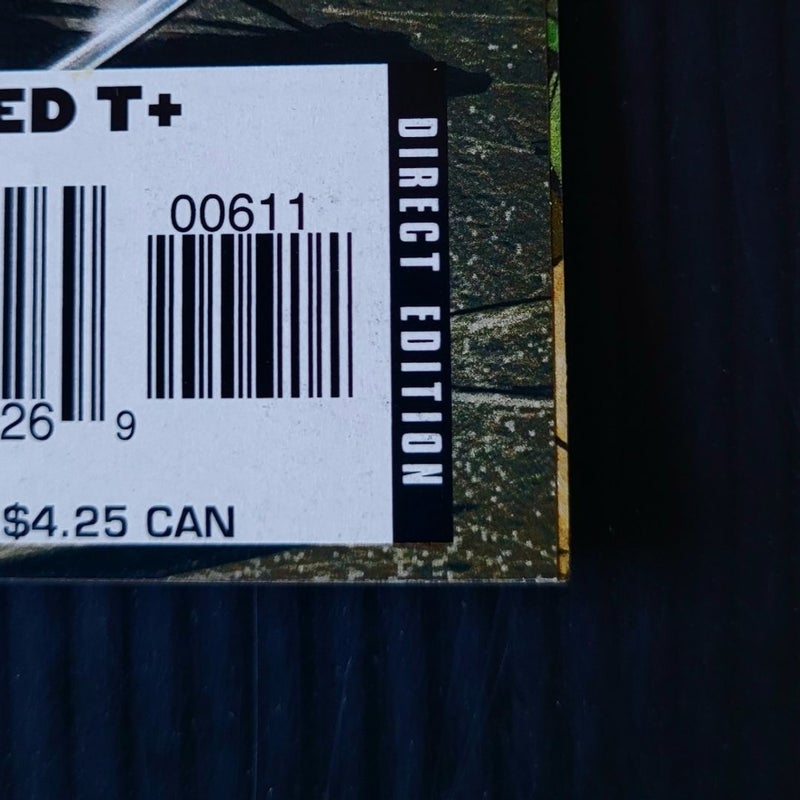 ED T+
00611
26 9
$4.25 CAN
DIRECT EDITION